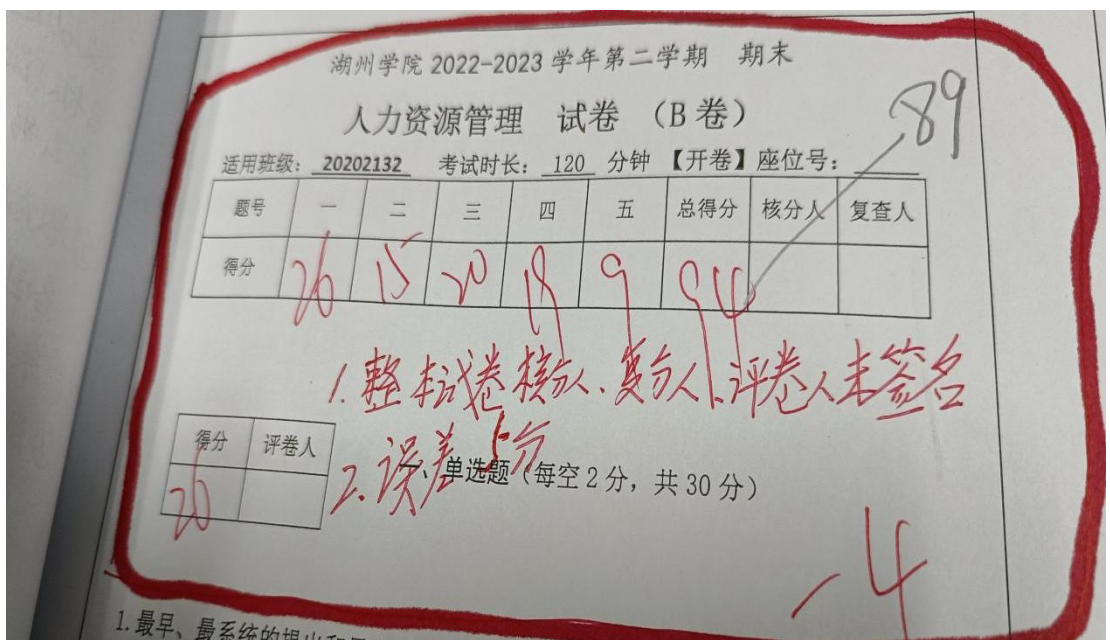 湖州学院 2022-2023 学年第二学期 期末
89
人力资源管理 试卷 （B 卷）
适用班级： 20202132 考试时长： 120 分钟 【开卷】座位号：
题号 一 二 三 四 五 总得分 核分人 复查人
得分 26 15 20 19 9 94
1. 整本试卷核分人、复分人、评卷人未签名
得分 评卷人
26
2. 误差5分
一、单选题（每空 2 分，共 30 分）
-4
1. 最早、最系统的提出